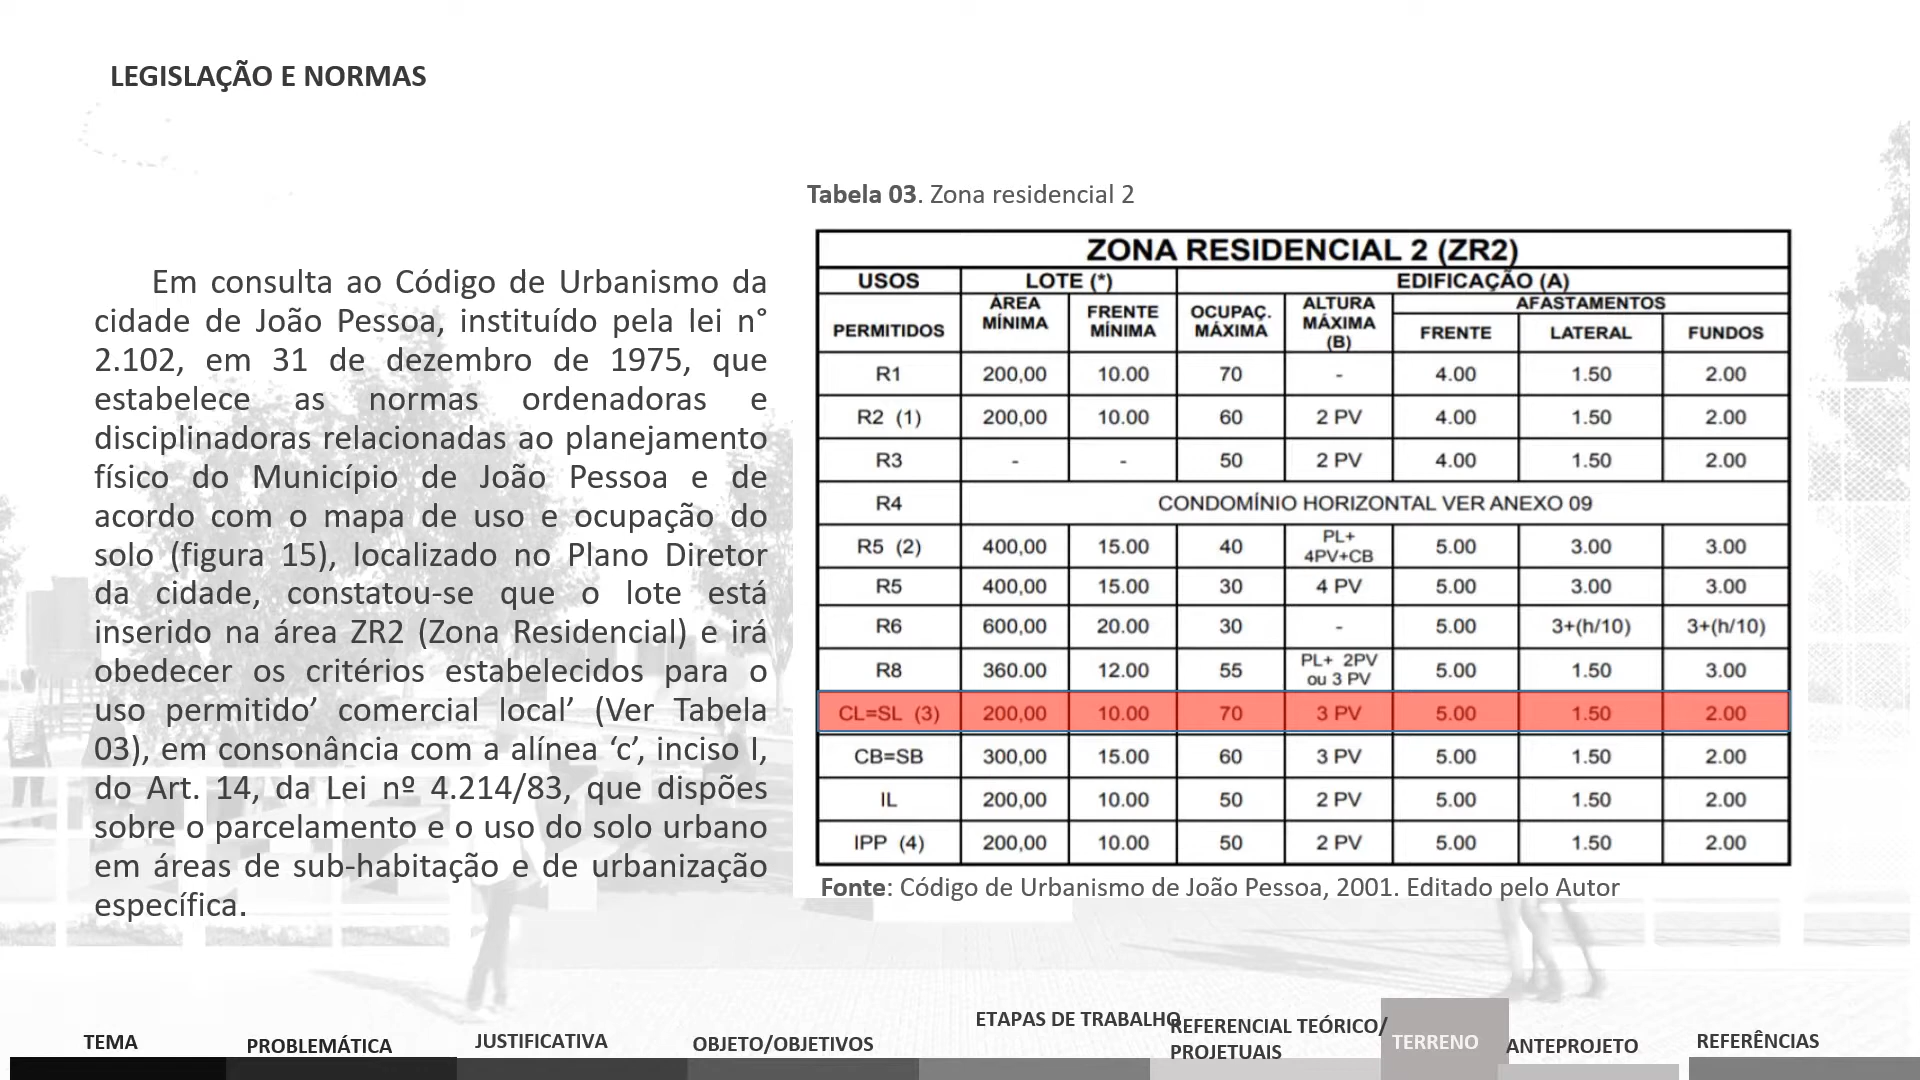 LEGISLAÇÃO E NORMAS
Em consulta ao Código de Urbanismo da
cidade de João Pessoa, instituído pela lei n°
2.102, em 31 de dezembro de 1975, que
estabelece as normas ordenadoras e
disciplinadoras relacionadas ao planejamento
físico do Município de João Pessoa e de
acordo com o mapa de uso e ocupação do
solo (figura 15), localizado no Plano Diretor
da cidade, constatou-se que o lote está
inserido na área ZR2 (Zona Residencial) e irá
obedecer os critérios estabelecidos para o
uso permitido’ comercial local’ (Ver Tabela
03), em consonância com a alínea ‘c’, inciso I,
do Art. 14, da Lei nº 4.214/83, que dispões
sobre o parcelamento e o uso do solo urbano
em áreas de sub-habitação e de urbanização
específica.
Tabela 03. Zona residencial 2
ZONA RESIDENCIAL 2 (ZR2)
USOS LOTE (*) EDIFICAÇÃO (A)
PERMITIDOS ÁREA MÍNIMA FRENTE MÍNIMA OCUPAÇ. MÁXIMA ALTURA MÁXIMA (B) AFASTAMENTOS
FRENTE LATERAL FUNDOS
R1 200,00 10.00 70 - 4.00 1.50 2.00
R2 (1) 200,00 10.00 60 2 PV 4.00 1.50 2.00
R3 - - 50 2 PV 4.00 1.50 2.00
R4 CONDOMÍNIO HORIZONTAL VER ANEXO 09
R5 (2) 400,00 15.00 40 PL+ 4PV+CB 5.00 3.00 3.00
R5 400,00 15.00 30 4 PV 5.00 3.00 3.00
R6 600,00 20.00 30 - 5.00 3+(h/10) 3+(h/10)
R8 360.00 12.00 55 PL+ 2PV ou 3 PV 5.00 1.50 3.00
CL=SL (3) 200,00 10.00 70 3 PV 5.00 1.50 2.00
CB=SB 300,00 15.00 60 3 PV 5.00 1.50 2.00
IL 200,00 10.00 50 2 PV 5.00 1.50 2.00
IPP (4) 200,00 10.00 50 2 PV 5.00 1.50 2.00
Fonte: Código de Urbanismo de João Pessoa, 2001. Editado pelo Autor
TEMA
PROBLEMÁTICA
JUSTIFICATIVA
OBJETO/OBJETIVOS
ETAPAS DE TRABALHO
REFERENCIAL TEÓRICO/
PROJETUAIS
TERRENO
ANTEPROJETO
REFERÊNCIAS